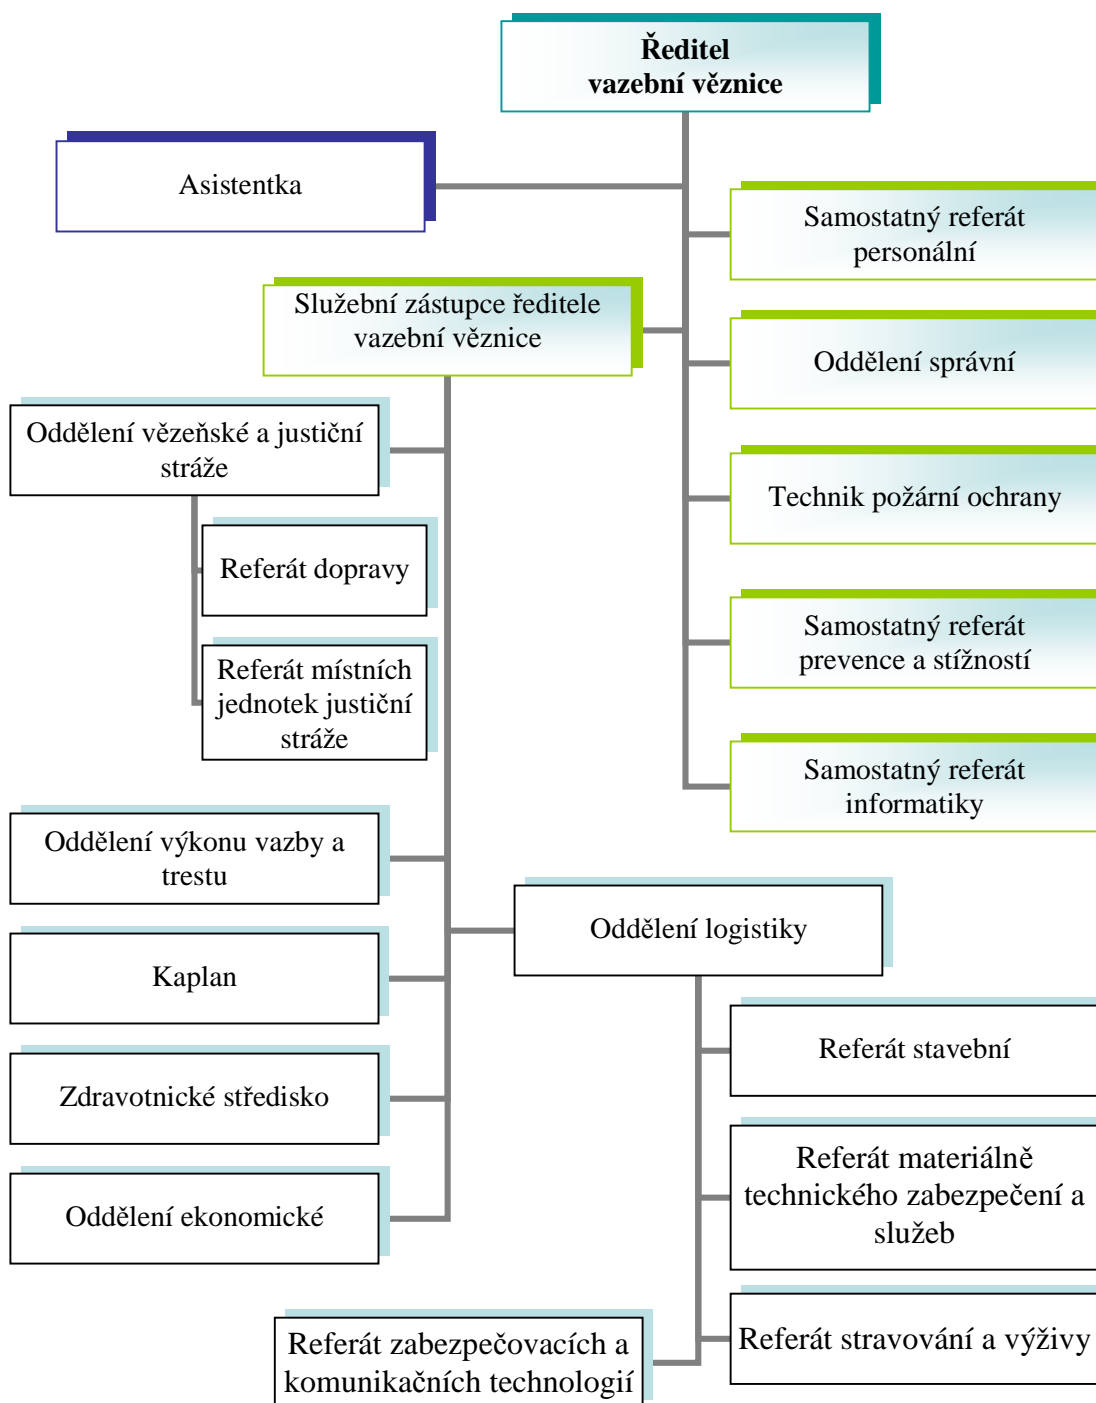 Ředitel
vazební věznice
Asistentka
Samostatný referát
personální
Služební zástupce ředitele
vazební věznice
Oddělení správní
Oddělení vězeňské a justiční
stráže
Technik požární ochrany
Referát dopravy
Samostatný referát
prevence a stížností
Referát místních
jednotek justiční
stráže
Samostatný referát
informatiky
Oddělení výkonu vazby a
trestu
Oddělení logistiky
Kaplan
Referát stavební
Zdravotnické středisko
Referát materiálně
technického zabezpečení a
služeb
Oddělení ekonomické
Referát stravování a výživy
Referát zabezpečovacích a
komunikačních technologií